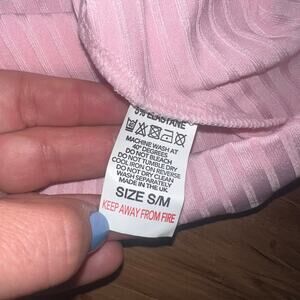 5% ELASTANE
MACHINE WASH AT
40° DEGREES
DO NOT BLEACH
DO NOT TUMBLE DRY
COOL IRON ON REVERSE
DO NOT DRY CLEAN
WASH SEPARATELY
MADE IN THE UK
SIZE S/M
KEEP AWAY FROM FIRE